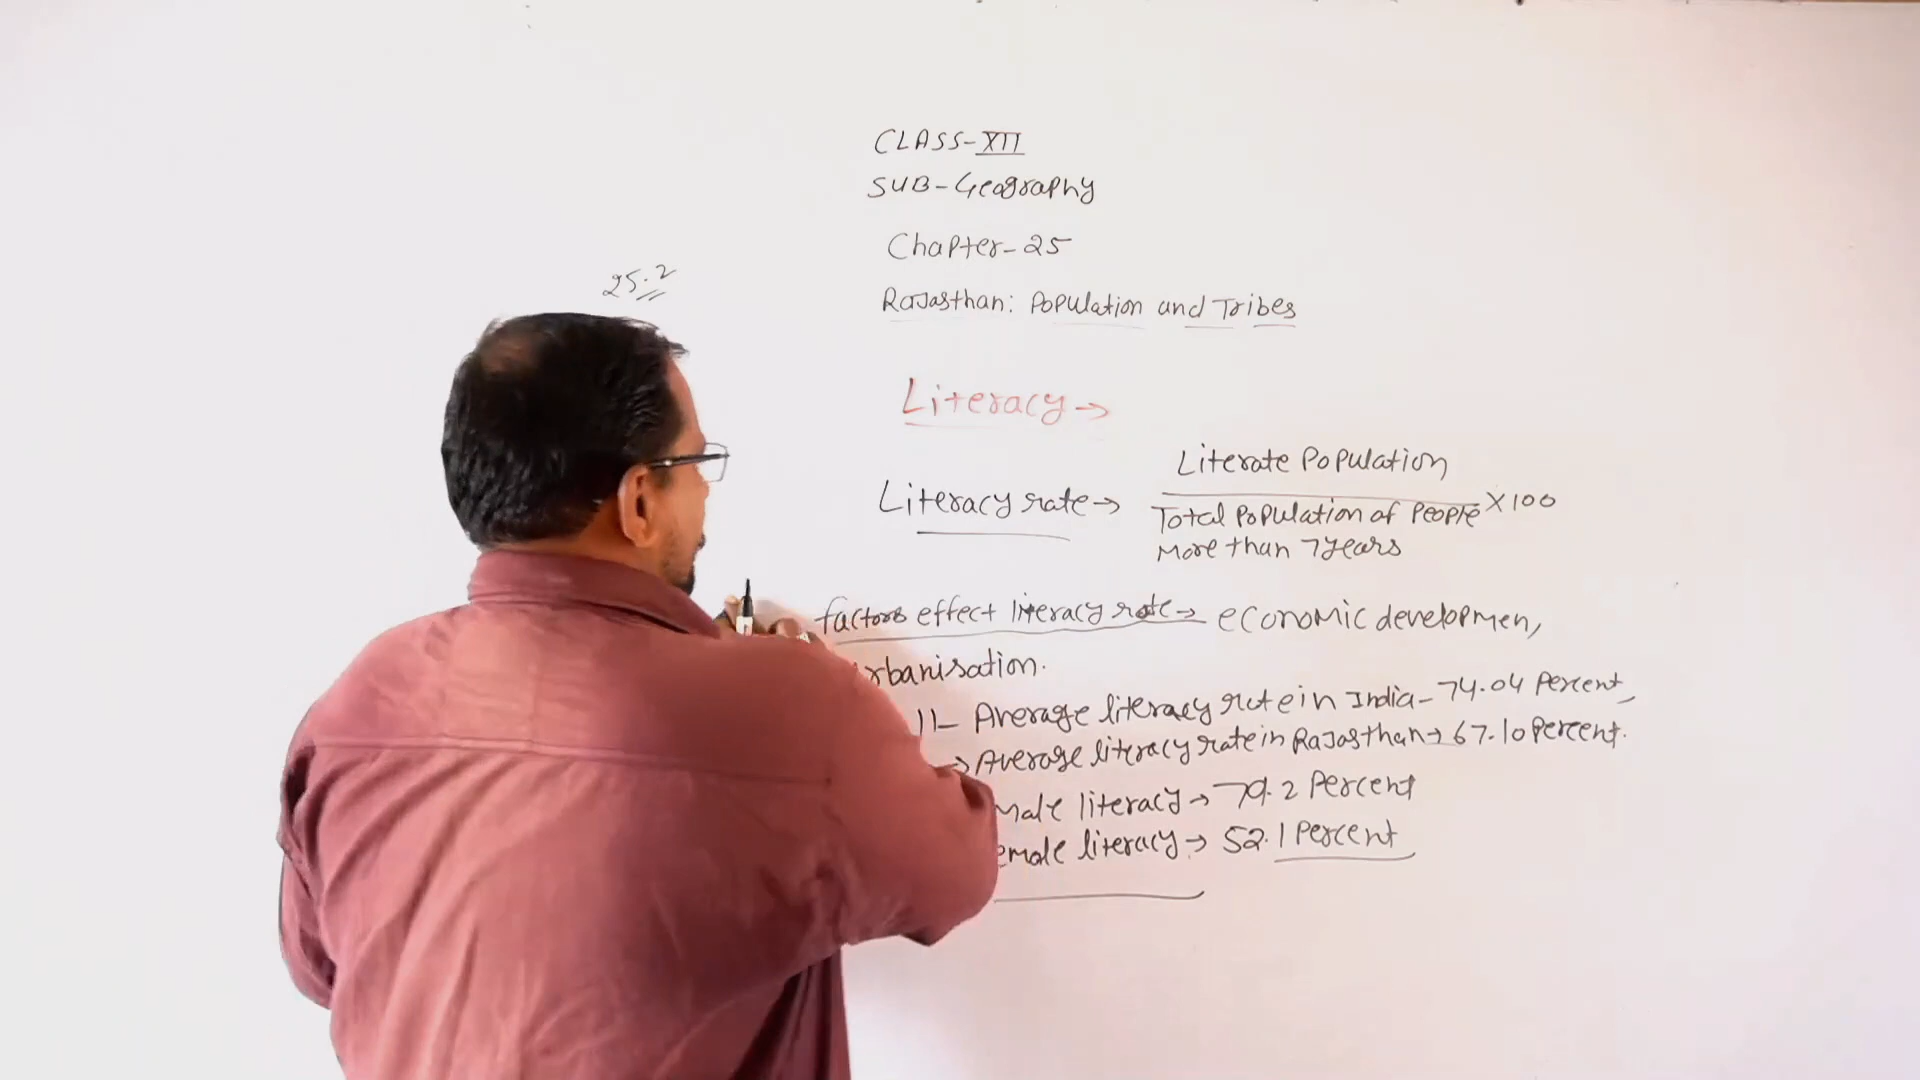 CLASS-XII
SUB-Geography
Chapter-25
25.2
Rajasthan: Population and Tribes
Literacy→
Literate Population
Literacy rate→ ×100
Total Population of People
More than 7years
factors effect literacy rate→ economic developmen,
rbanisation.
11- Average literacy rate in India-74.04 Percent,
→Average literacy rate in Rajasthan→67.10 Percent.
male literacy→79.2 Percent
emale literacy→52.1 Percent